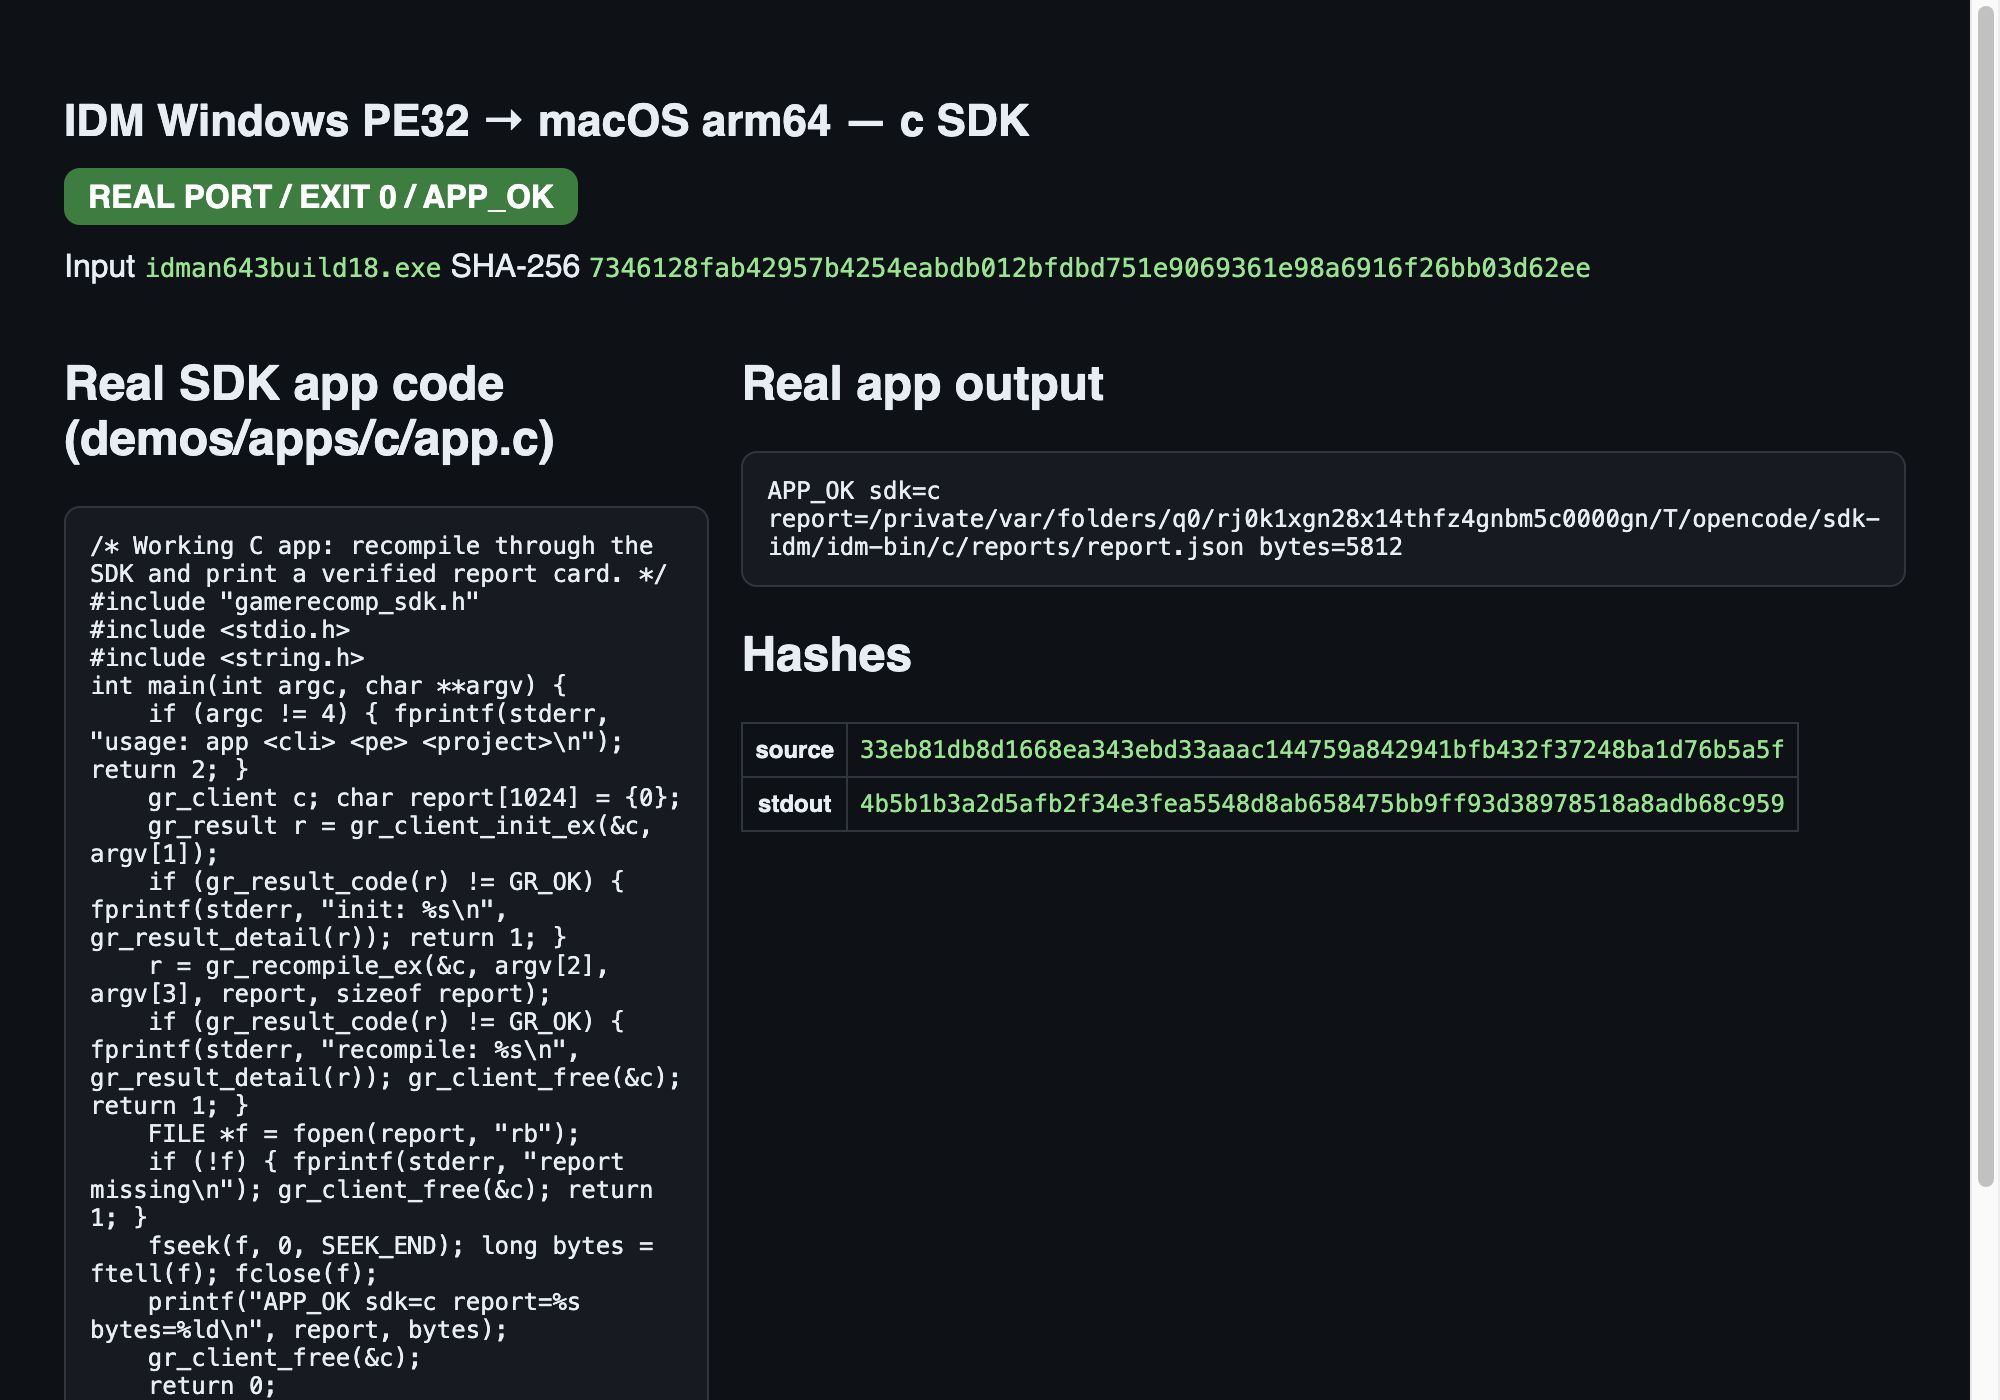 IDM Windows PE32 → macOS arm64 — c SDK
REAL PORT / EXIT 0 / APP_OK
Input idman643build18.exe SHA-256 7346128fab42957b4254eabdb012bfdbd751e9069361e98a6916f26bb03d62ee
Real SDK app code
(demos/apps/c/app.c)
/* Working C app: recompile through the
SDK and print a verified report card. */
#include "gamerecomp_sdk.h"
#include <stdio.h>
#include <string.h>
int main(int argc, char **argv) {
    if (argc != 4) { fprintf(stderr,
"usage: app <cli> <pe> <project>\n");
return 2; }
    gr_client c; char report[1024] = {0};
    gr_result r = gr_client_init_ex(&c,
argv[1]);
    if (gr_result_code(r) != GR_OK) {
fprintf(stderr, "init: %s\n",
gr_result_detail(r)); return 1; }
    r = gr_recompile_ex(&c, argv[2],
argv[3], report, sizeof report);
    if (gr_result_code(r) != GR_OK) {
fprintf(stderr, "recompile: %s\n",
gr_result_detail(r)); gr_client_free(&c);
return 1; }
    FILE *f = fopen(report, "rb");
    if (!f) { fprintf(stderr, "report
missing\n"); gr_client_free(&c); return
1; }
    fseek(f, 0, SEEK_END); long bytes =
ftell(f); fclose(f);
    printf("APP_OK sdk=c report=%s
bytes=%ld\n", report, bytes);
    gr_client_free(&c);
    return 0;
Real app output
APP_OK sdk=c
report=/private/var/folders/q0/rj0k1xgn28x14thfz4gnbm5c0000gn/T/opencode/sdk-
idm/idm-bin/c/reports/report.json bytes=5812
Hashes
source 33eb81db8d1668ea343ebd33aaac144759a842941bfb432f37248ba1d76b5a5f
stdout 4b5b1b3a2d5afb2f34e3fea5548d8ab658475bb9ff93d38978518a8adb68c959